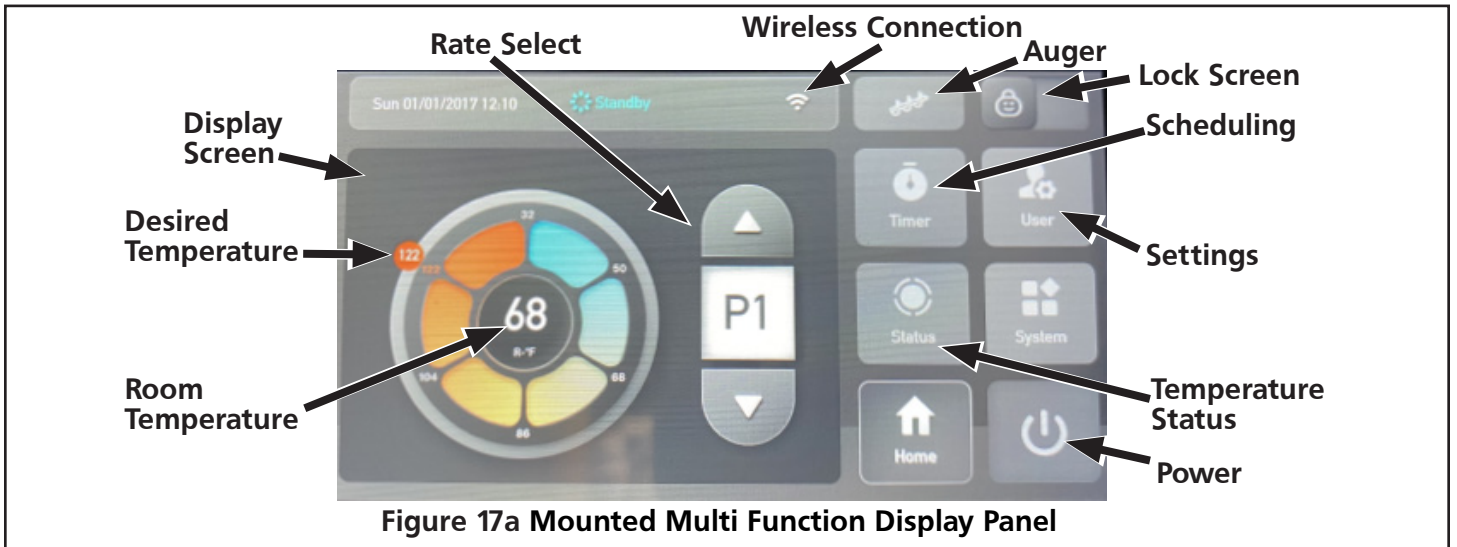 Wireless Connection
Rate Select
Auger
Lock Screen
Sun 01/01/2017 12:10
Standby
Display
Screen
Scheduling
Timer
User
Desired
Temperature
32
122
122
50
Settings
68
R-°F
P1
Status
System
104
68
86
Room
Temperature
Temperature
Status
Home
Power
Figure 17a Mounted Multi Function Display Panel